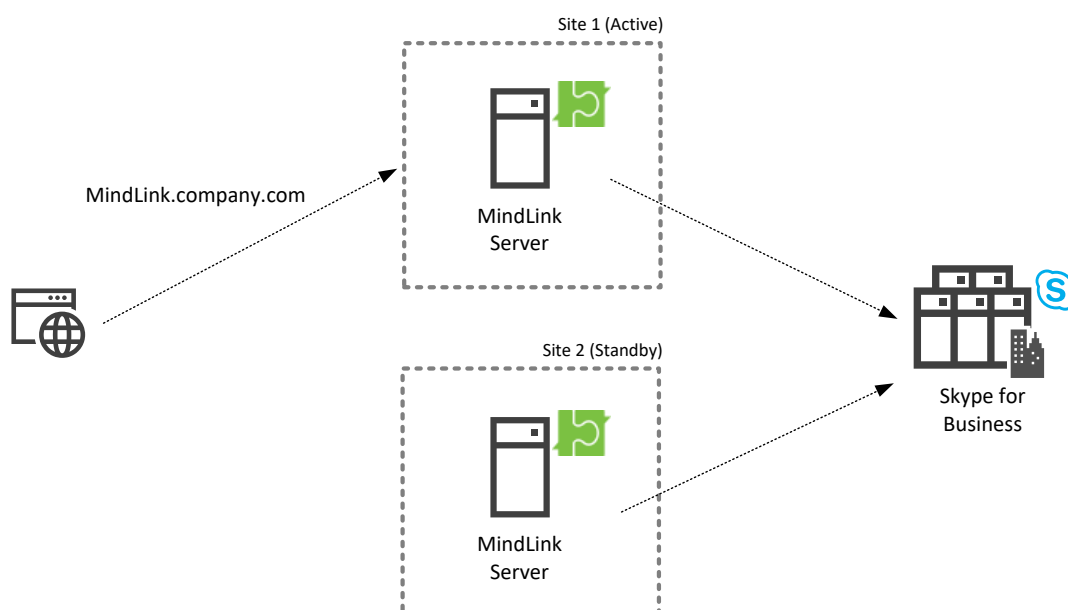 Site 1 (Active)
MindLink.company.com
MindLink
Server
Site 2 (Standby)
MindLink
Server
S
Skype for
Business